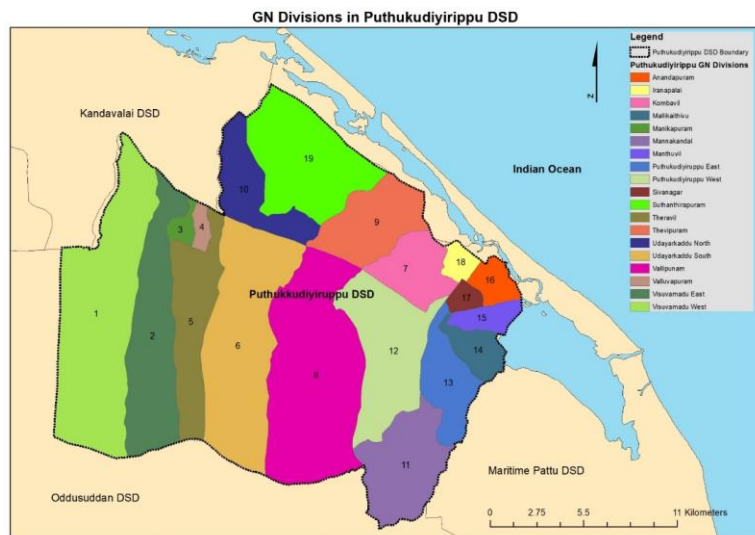 GN Divisions in Puthukudiyirippu DSD
Legend
Puthukudiyirippu DSD Boundary
Puthukudiyirippu GN Divisions
Anandapuram
Iranapalai
Kombavil
Mallikaithivu
Manikapuram
Mannakandal
Manthuvil
Puthukudiyiruppu East
Puthukudiyiruppu West
Sivanagar
Suthanthirapuram
Theravil
Thevipuram
Udayarkaddu North
Udayarkaddu South
Vallipunam
Valluvapuram
Visuvamadu East
Visuvamadu West
Z
Kandavalai DSD
Indian Ocean
19
10
9
3
4
7
18
16
17
15
Puthukkudiyiruppu DSD
1
2
5
6
8
12
14
13
11
Maritime Pattu DSD
Oddusuddan DSD
0 2.75 5.5 11 Kilometers